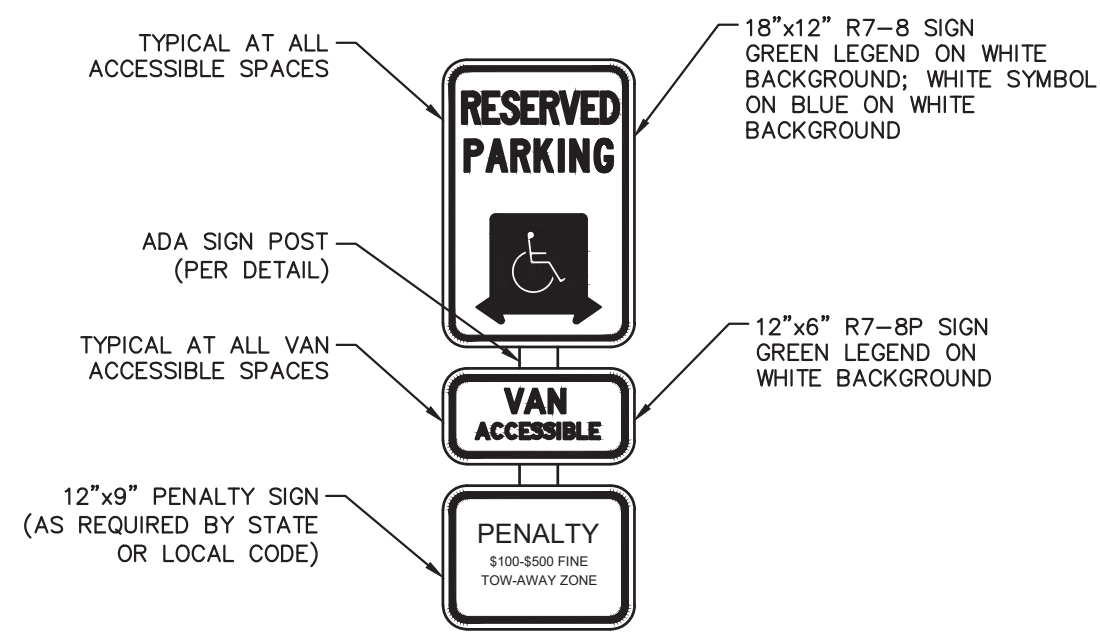 TYPICAL AT ALL
ACCESSIBLE SPACES
18”x12” R7–8 SIGN
GREEN LEGEND ON WHITE
BACKGROUND; WHITE SYMBOL
ON BLUE ON WHITE
BACKGROUND
RESERVED
PARKING
ADA SIGN POST
(PER DETAIL)
TYPICAL AT ALL VAN
ACCESSIBLE SPACES
12”x6” R7–8P SIGN
GREEN LEGEND ON
WHITE BACKGROUND
VAN
ACCESSIBLE
12”x9” PENALTY SIGN
(AS REQUIRED BY STATE
OR LOCAL CODE)
PENALTY
$100-$500 FINE
TOW-AWAY ZONE